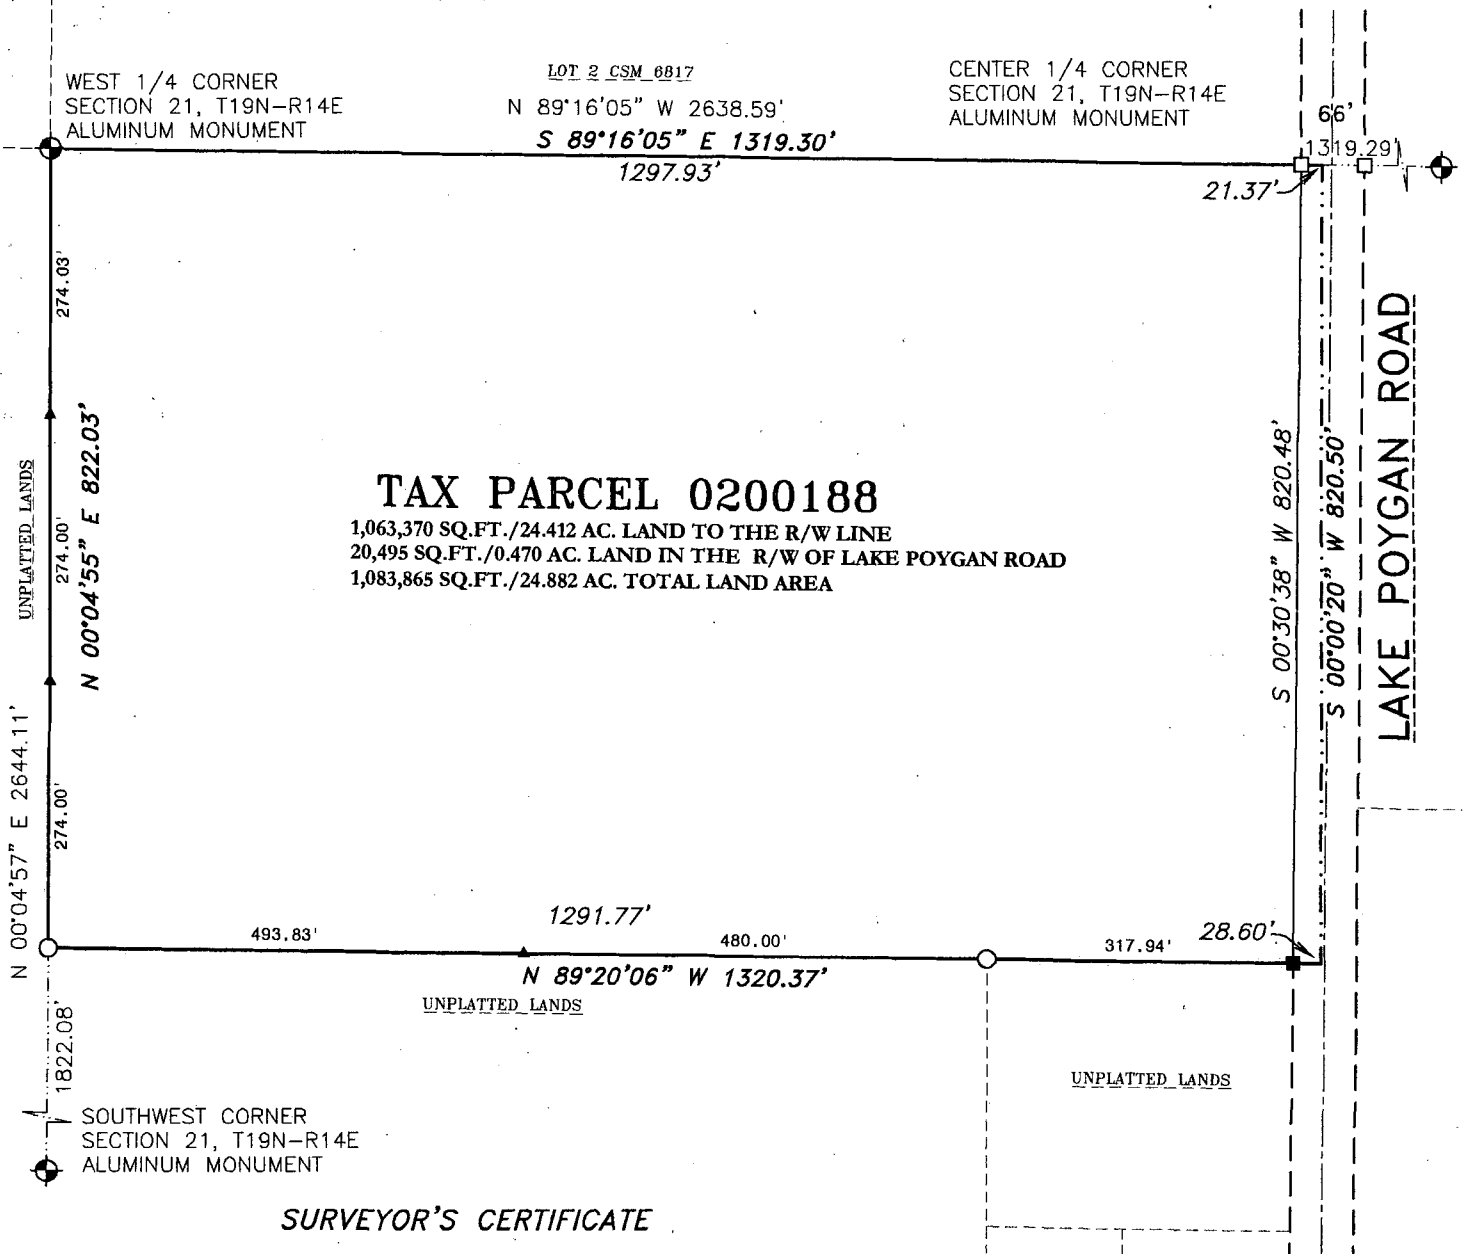 WEST 1/4 CORNER
SECTION 21, T19N-R14E
ALUMINUM MONUMENT
LOT 2 CSM 6817
N 89°16'05" W 2638.59'
S 89°16'05" E 1319.30'
1297.93'
CENTER 1/4 CORNER
SECTION 21, T19N-R14E
ALUMINUM MONUMENT
66'
1319.29'
21.37'
274.03'
N 00°04'55" E 822.03'
UNPLATTED LANDS
274.00'
TAX PARCEL 0200188
1,063,370 SQ.FT./24.412 AC. LAND TO THE R/W LINE
20,495 SQ.FT./0.470 AC. LAND IN THE R/W OF LAKE POYGAN ROAD
1,083,865 SQ.FT./24.882 AC. TOTAL LAND AREA
S 00°30'38" W 820.48'
S 00°00'20" W 820.50'
LAKE POYGAN ROAD
N 00°04'57" E 2644.11'
274.00'
1291.77'
493.83'
480.00'
317.94'
28.60'
N 89°20'06" W 1320.37'
UNPLATTED LANDS
1822.08'
UNPLATTED LANDS
SOUTHWEST CORNER
SECTION 21, T19N-R14E
ALUMINUM MONUMENT
SURVEYOR'S CERTIFICATE